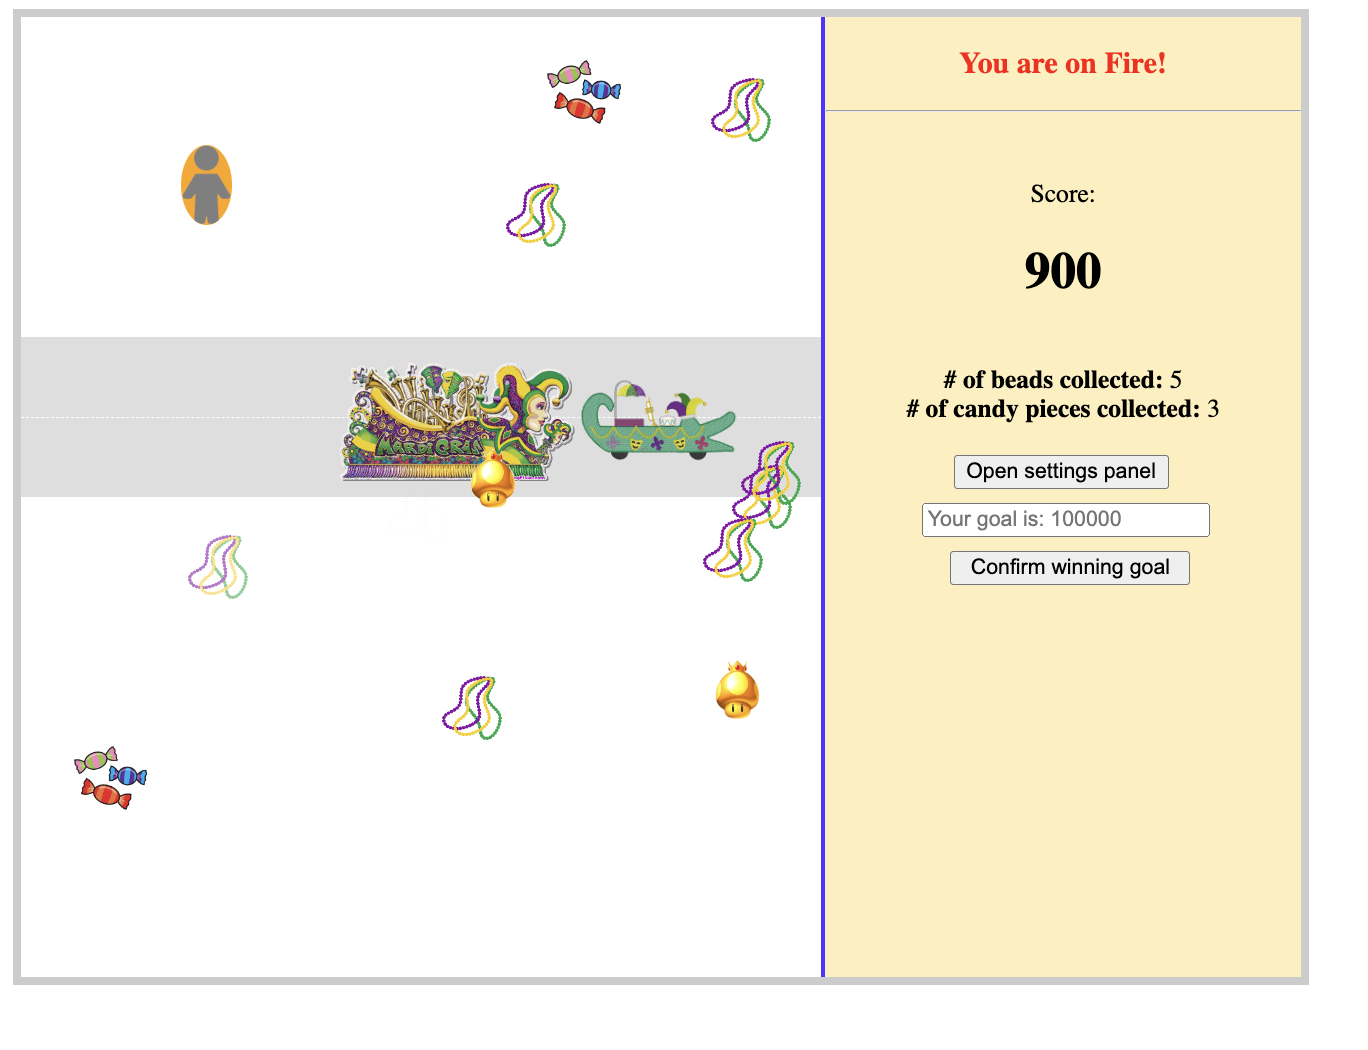 You are on Fire!
Score:
900
# of beads collected: 5
# of candy pieces collected: 3
MARDI GRAS
Open settings panel
Your goal is: 100000
Confirm winning goal